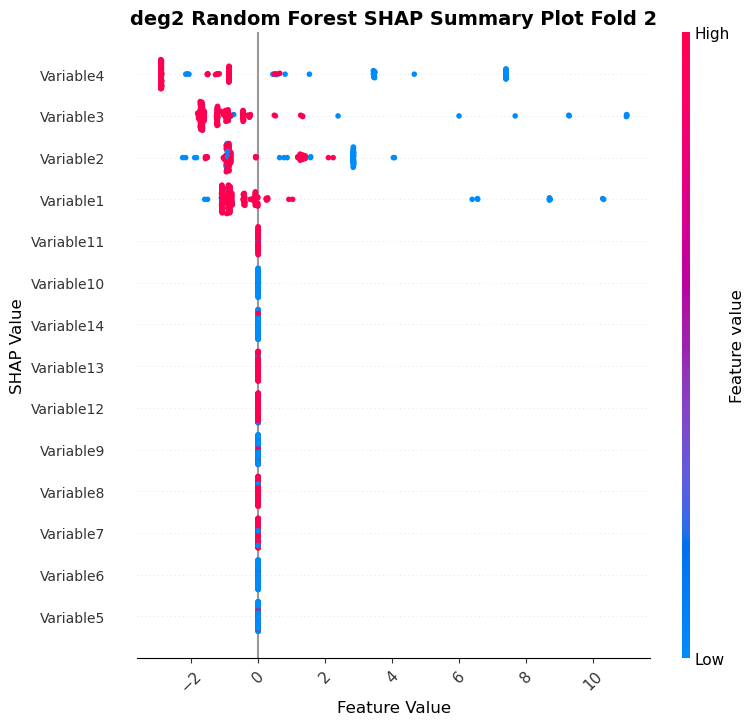 deg2 Random Forest SHAP Summary Plot Fold 2
High
Variable4
Variable3
Variable2
Variable1
Variable11
Variable10
Variable14
Variable13
Variable12
Variable9
Variable8
Variable7
Variable6
Variable5
SHAP Value
Feature value
Low
−2
0
2
4
6
8
10
Feature Value